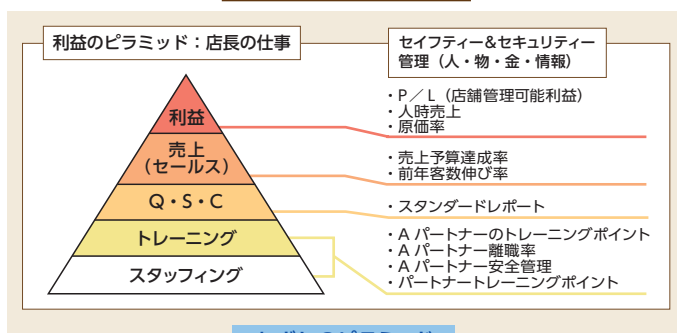 利益のピラミッド：店長の仕事
セイフティー&セキュリティー
管理（人・物・金・情報）
利益
売上
（セールス）
Q・S・C
トレーニング
スタッフィング
・P／L（店舗管理可能利益）
・人時売上
・原価率
・売上予算達成率
・前年客数伸び率
・スタンダードレポート
・A パートナーのトレーニングポイント
・A パートナー離職率
・A パートナー安全管理
・パートナートレーニングポイント